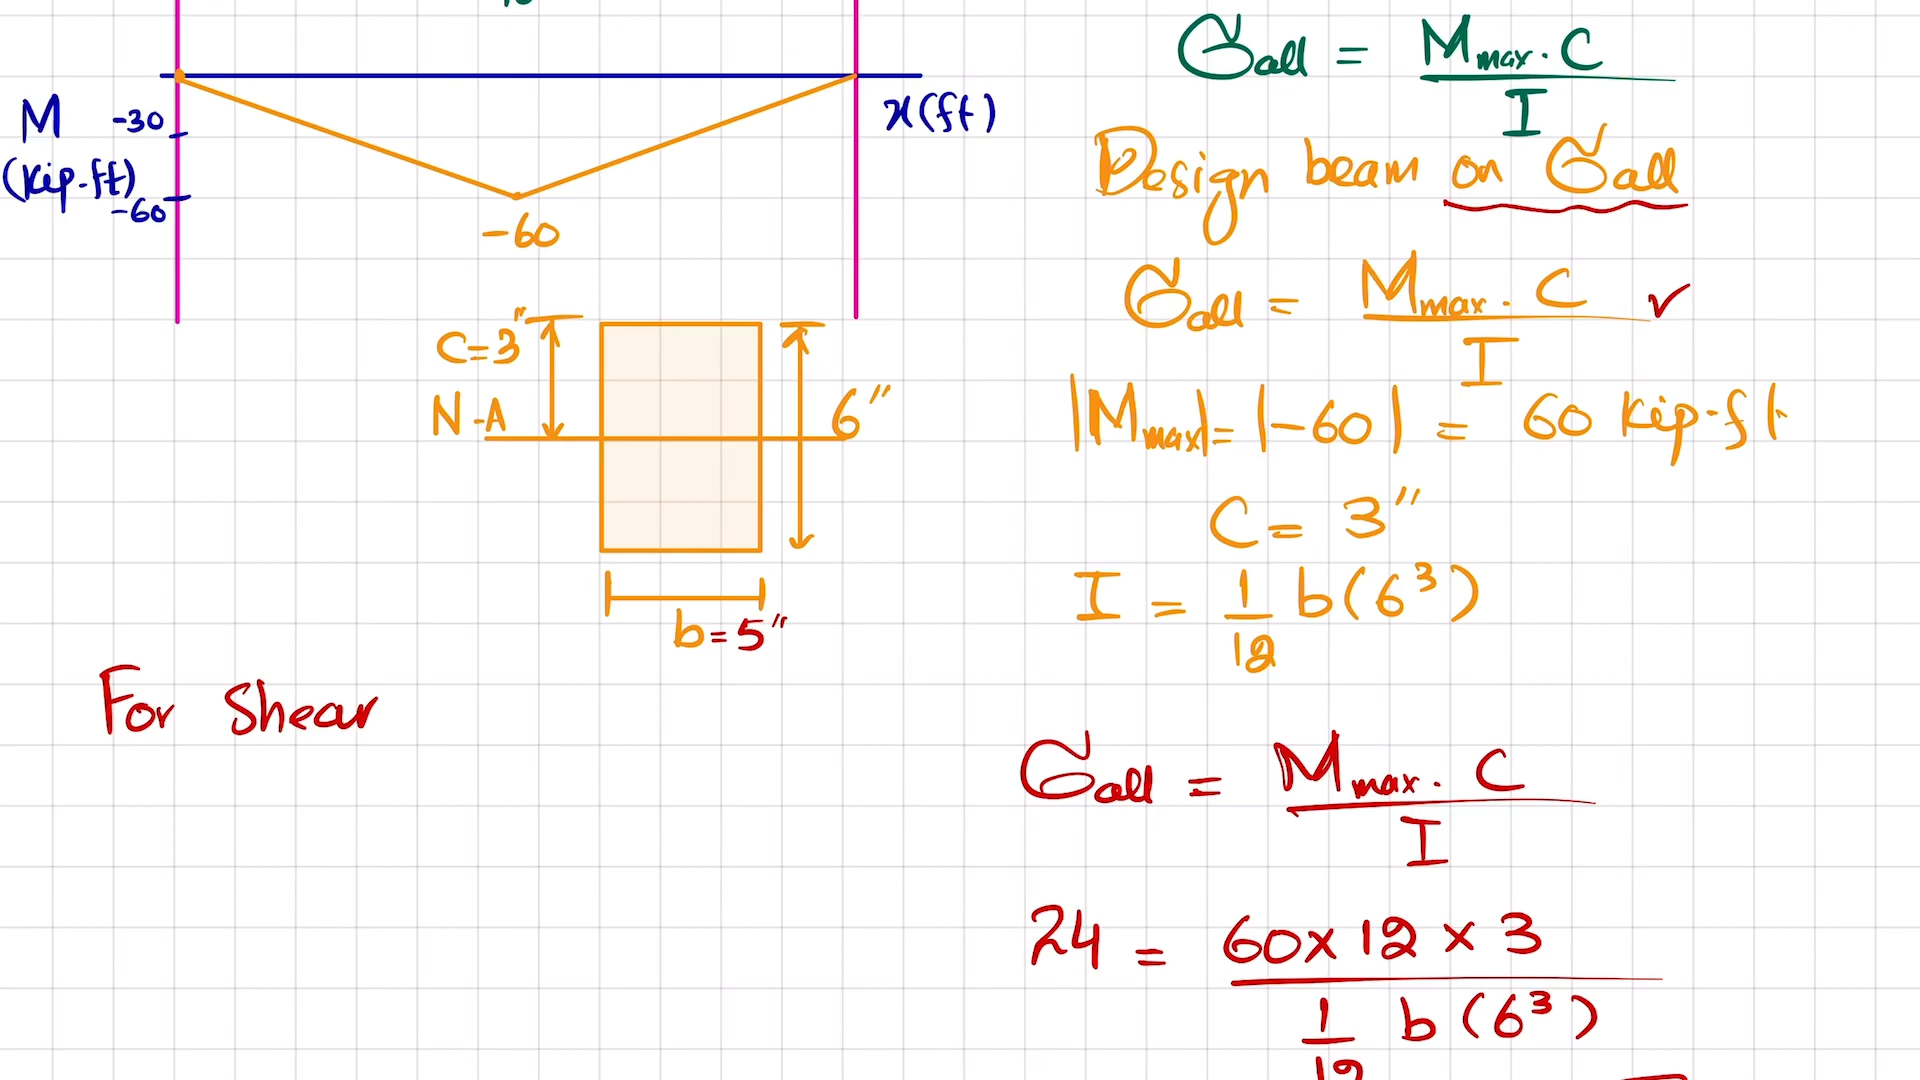 σall = Mmax . C / I
M
(Kip.ft)
-30
-60
x(ft)
-60
Design beam on σall
σall = Mmax . C / I ✓
C=3"
N-A
6"
b=5"
|Mmax|= |-60| = 60 Kip.ft
C = 3"
I = 1/12 b(6³)
For Shear
σall = Mmax . C / I
24 = 60x 12 x 3 / 1/12 b(6³)